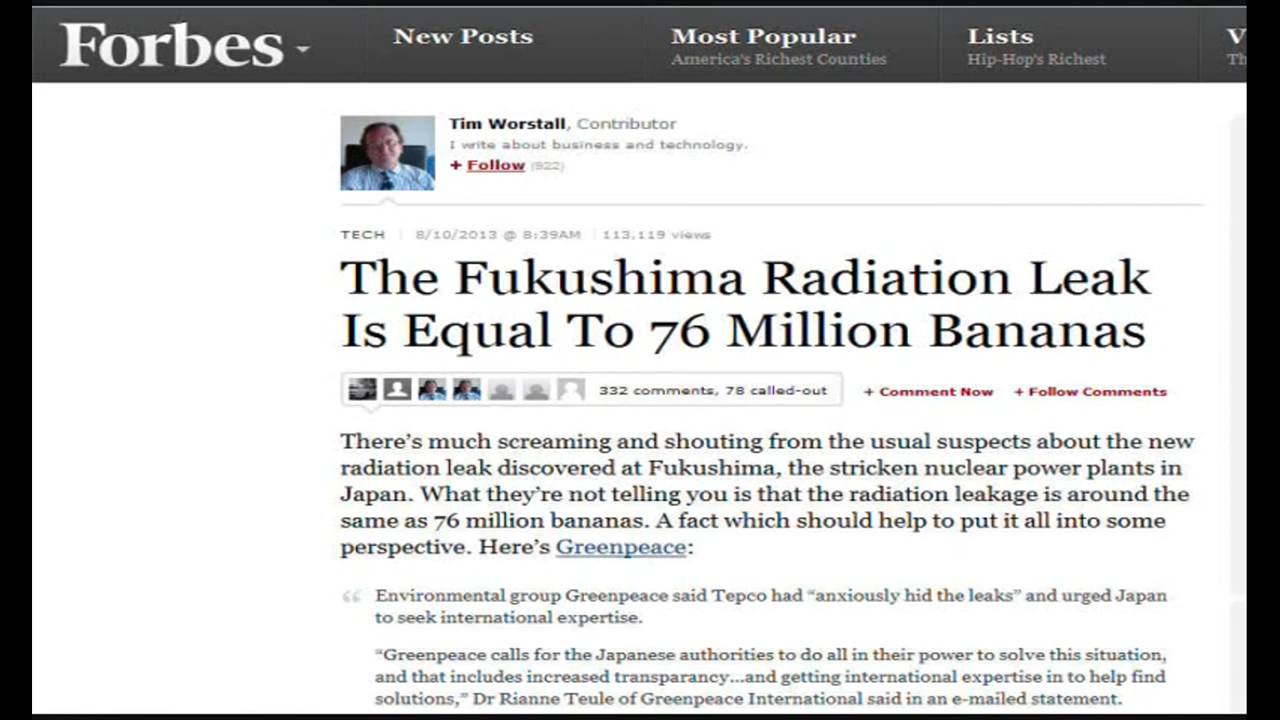 Forbes
New Posts
Most Popular
America's Richest Counties
Lists
Hip-Hop's Richest
V
Th
Tim Worstall, Contributor
I write about business and technology.
+ Follow (922)
TECH 8/10/2013 @ 8:39AM 113,119 views
The Fukushima Radiation Leak
Is Equal To 76 Million Bananas
332 comments, 78 called-out + Comment Now + Follow Comments
There's much screaming and shouting from the usual suspects about the new
radiation leak discovered at Fukushima, the stricken nuclear power plants in
Japan. What they're not telling you is that the radiation leakage is around the
same as 76 million bananas. A fact which should help to put it all into some
perspective. Here's Greenpeace:
“ Environmental group Greenpeace said Tepco had “anxiously hid the leaks” and urged Japan
to seek international expertise.
“Greenpeace calls for the Japanese authorities to do all in their power to solve this situation,
and that includes increased transparency…and getting international expertise in to help find
solutions,” Dr Rianne Teule of Greenpeace International said in an e-mailed statement.